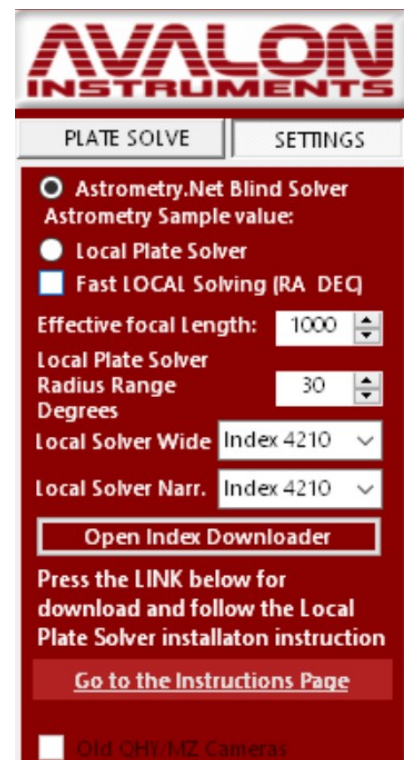 AVALON
INSTRUMENTS
PLATE SOLVE SETTINGS
Astrometry.Net Blind Solver
Astrometry Sample value:
Local Plate Solver
Fast LOCAL Solving (RA DEC)
Effective focal Length: 1000
Local Plate Solver
Radius Range 30
Degrees
Local Solver Wide Index 4210
Local Solver Narr. Index 4210
Open Index Downloader
Press the LINK below for
download and follow the Local
Plate Solver installaton instruction
Go to the Instructions Page
Old QHY/MZ Cameras